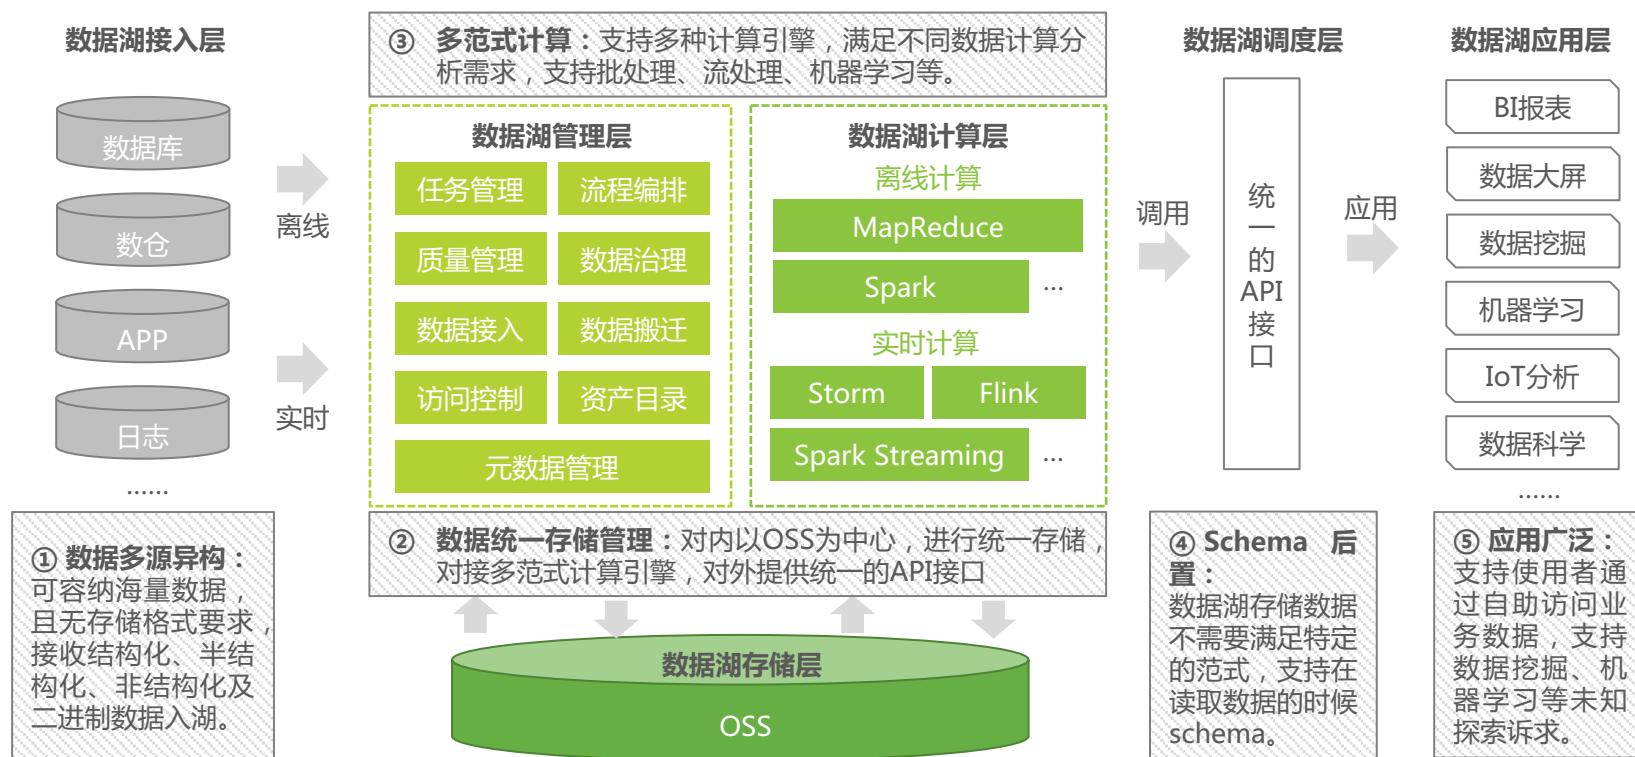 数据湖接入层
数据库
数仓
APP
日志
......
离线
实时
① 数据多源异构：
可容纳海量数据，
且无存储格式要求，
接收结构化、半结
构化、非结构化及
二进制数据入湖。
③ 多范式计算：支持多种计算引擎，满足不同数据计算分
析需求，支持批处理、流处理、机器学习等。
数据湖管理层
任务管理 流程编排
质量管理 数据治理
数据接入 数据搬迁
访问控制 资产目录
元数据管理
数据湖计算层
离线计算
MapReduce
Spark ...
实时计算
Storm Flink
Spark Streaming ...
② 数据统一存储管理：对内以OSS为中心，进行统一存储，
对接多范式计算引擎，对外提供统一的API接口
数据湖存储层
OSS
调用
数据湖调度层
统
一
的
API
接
口
④ Schema 后
置：
数据湖存储数据
不需要满足特定
的范式，支持在
读取数据的时候
schema。
应用
数据湖应用层
BI报表
数据大屏
数据挖掘
机器学习
IoT分析
数据科学
......
⑤ 应用广泛：
支持使用者通
过自助访问业
务数据，支持
数据挖掘、机
器学习等未知
探索诉求。